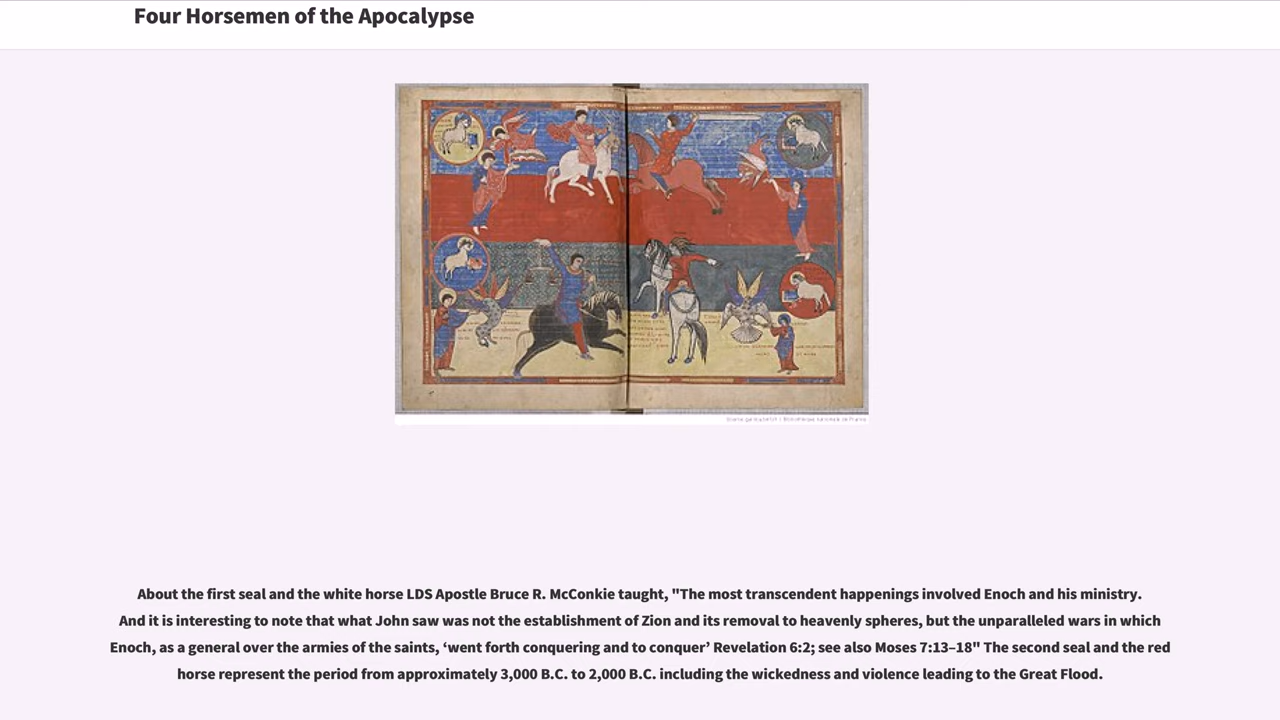 Four Horsemen of the Apocalypse
About the first seal and the white horse LDS Apostle Bruce R. McConkie taught, "The most transcendent happenings involved Enoch and his ministry.
And it is interesting to note that what John saw was not the establishment of Zion and its removal to heavenly spheres, but the unparalleled wars in which
Enoch, as a general over the armies of the saints, ‘went forth conquering and to conquer’ Revelation 6:2; see also Moses 7:13–18" The second seal and the red
horse represent the period from approximately 3,000 B.C. to 2,000 B.C. including the wickedness and violence leading to the Great Flood.